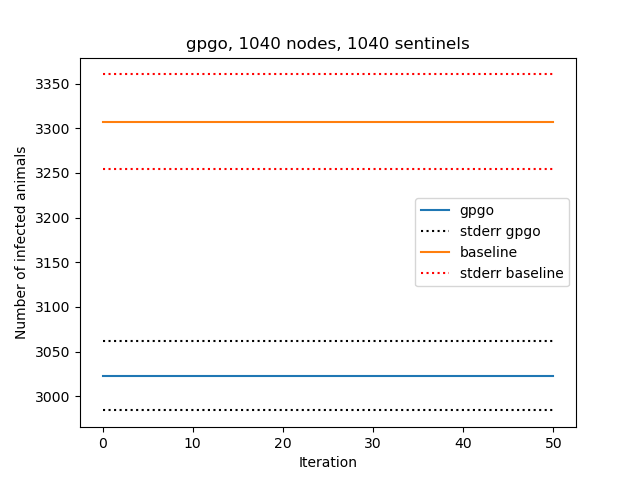 gpgo, 1040 nodes, 1040 sentinels
3350
3300
3250
3200
3150
3100
3050
3000
Number of infected animals
gpgo
stderr gpgo
baseline
stderr baseline
0 10 20 30 40 50
Iteration